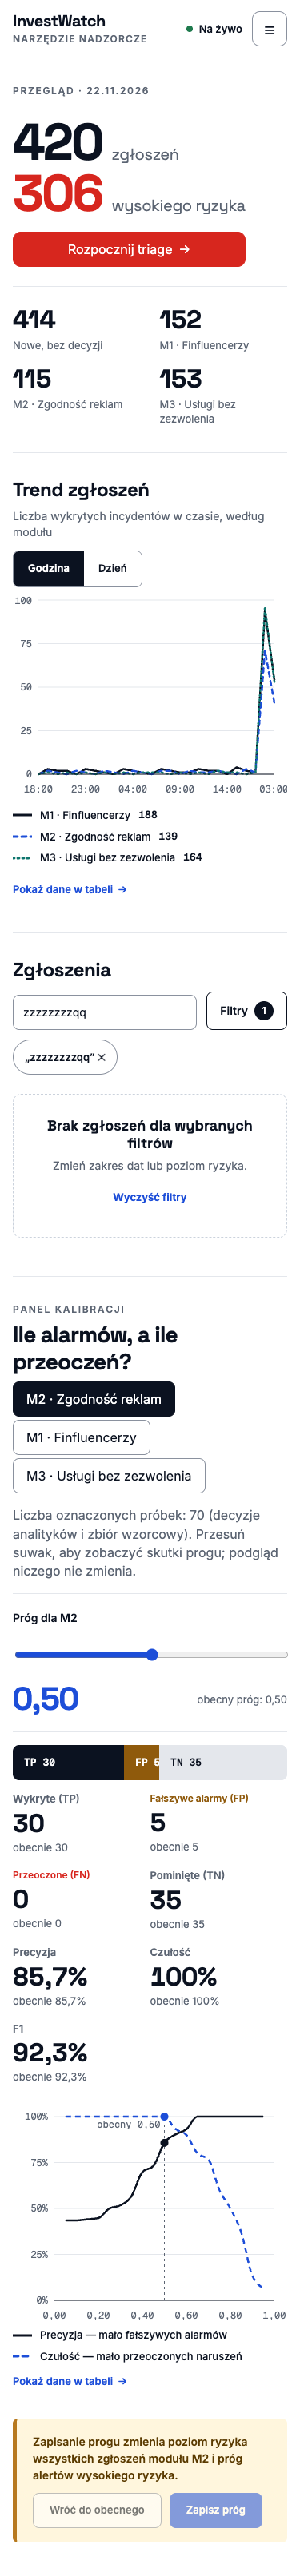 InvestWatch
NARZĘDZIE NADZORCZE
Na żywo
PRZEGLĄD · 22.11.2026
420 zgłoszeń
306 wysokiego ryzyka
Rozpocznij triage →
414
Nowe, bez decyzji
152
M1 · Finfluencerzy
115
M2 · Zgodność reklam
153
M3 · Usługi bez
zezwolenia
Trend zgłoszeń
Liczba wykrytych incydentów w czasie, według
modułu
Godzina
Dzień
100
75
50
25
0
18:00 23:00 04:00 09:00 14:00 03:00
M1 · Finfluencerzy 188
M2 · Zgodność reklam 139
M3 · Usługi bez zezwolenia 164
Pokaż dane w tabeli →
Zgłoszenia
zzzzzzzzqq
Filtry 1
„zzzzzzzzqq” ×
Brak zgłoszeń dla wybranych
filtrów
Zmień zakres dat lub poziom ryzyka.
Wyczyść filtry
PANEL KALIBRACJI
Ile alarmów, a ile
przeoczeń?
M2 · Zgodność reklam
M1 · Finfluencerzy
M3 · Usługi bez zezwolenia
Liczba oznaczonych próbek: 70 (decyzje
analityków i zbiór wzorcowy). Przesuń
suwak, aby zobaczyć skutki progu; podgląd
niczego nie zmienia.
Próg dla M2
0,50
obecny próg: 0,50
TP 30
FP 5
TN 35
Wykryte (TP)
30
obecnie 30
Fałszywe alarmy (FP)
5
obecnie 5
Przeoczone (FN)
0
obecnie 0
Pominięte (TN)
35
obecnie 35
Precyzja
85,7%
obecnie 85,7%
Czułość
100%
obecnie 100%
F1
92,3%
obecnie 92,3%
100%
75%
50%
25%
0%
obecny 0,50
0,00 0,20 0,40 0,60 0,80 1,00
Precyzja — mało fałszywych alarmów
Czułość — mało przeoczonych naruszeń
Pokaż dane w tabeli →
Zapisanie progu zmienia poziom ryzyka
wszystkich zgłoszeń modułu M2 i próg
alertów wysokiego ryzyka.
Wróć do obecnego
Zapisz próg